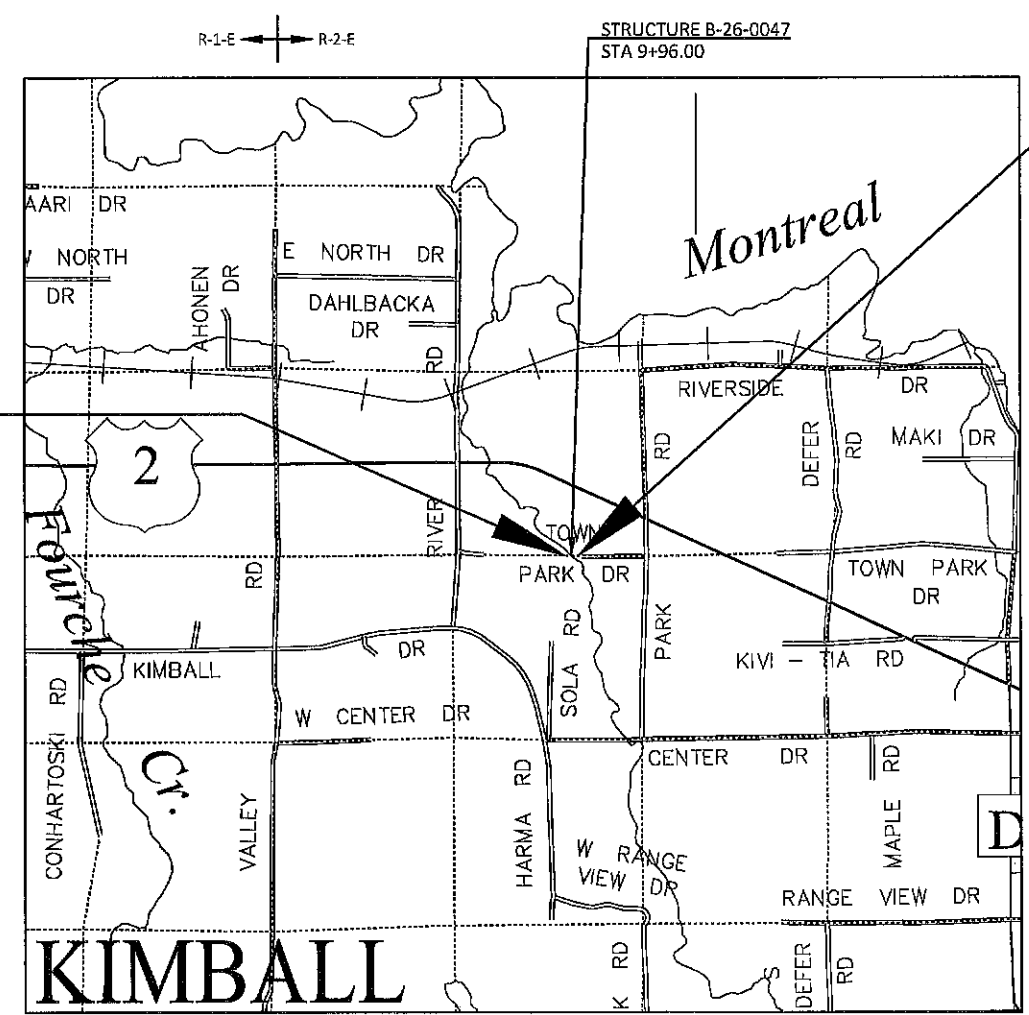 R-1-E R-2-E
STRUCTURE B-26-0047
STA 9+96.00
AARI DR
NORTH
DR
AHONEN
DR
E NORTH DR
DAHLBACKA
DR
RD
Montreal
RIVERSIDE DR
2
RD
DEFER
RD
MAKI DR
Fourche
RIVER
TOWN
PARK DR
RD
TOWN PARK
DR
KIMBALL
DR
SOLA RD
PARK
KIVI - TIA RD
CONHARTOSKI RD
W CENTER DR
Cr.
VALLEY
HARMA RD
CENTER DR
MAPLE RD
D
W RANGE
VIEW DR
RANGE VIEW DR
KIMBALL
K RD
S
DEFER
RD